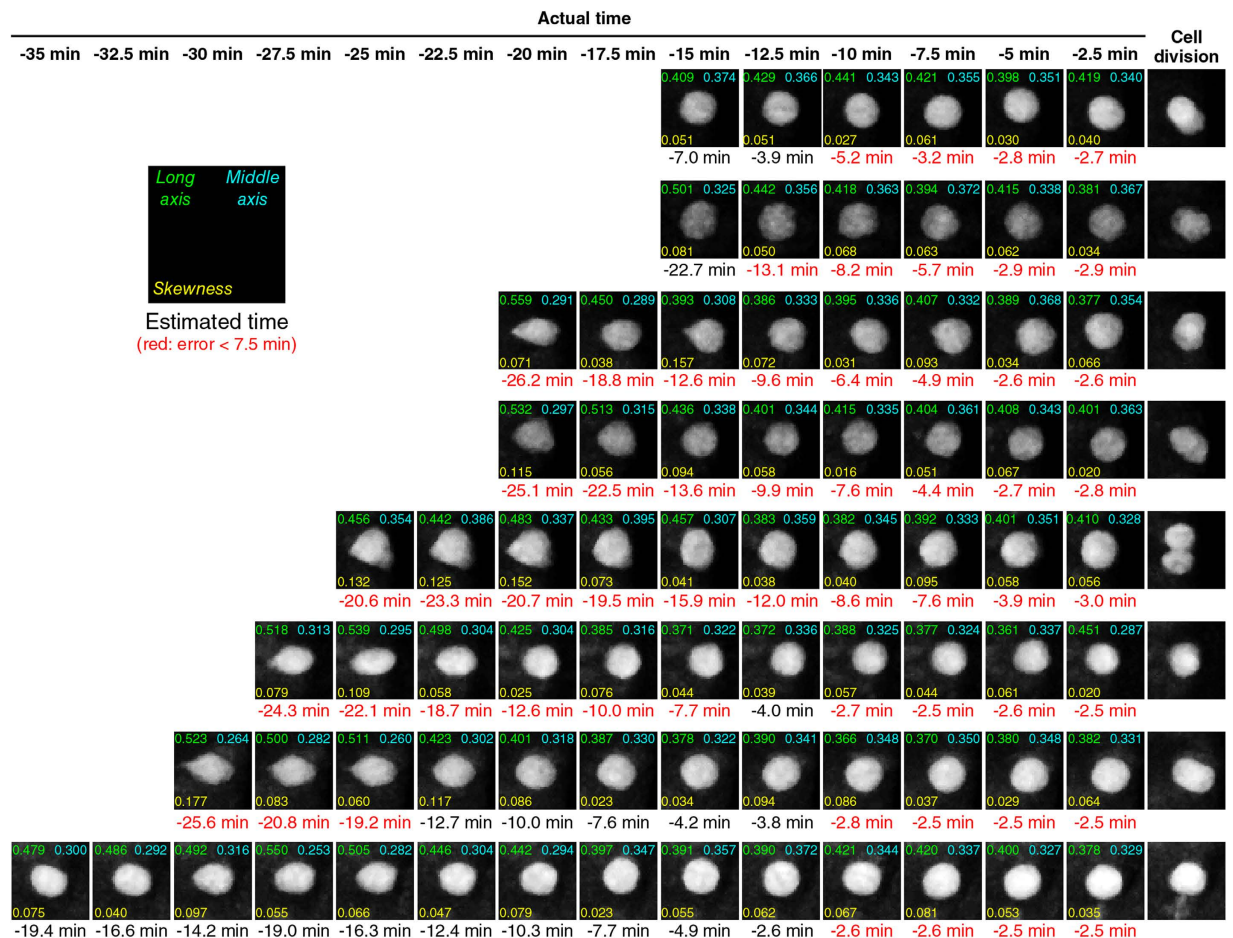 Actual time
-35 min -32.5 min -30 min -27.5 min -25 min -22.5 min -20 min -17.5 min -15 min -12.5 min -10 min -7.5 min -5 min -2.5 min Cell division
0.409 0.374 0.429 0.366 0.441 0.343 0.421 0.355 0.398 0.351 0.419 0.340
0.051 0.051 0.027 0.061 0.030 0.040
-7.0 min -3.9 min -5.2 min -3.2 min -2.8 min -2.7 min
Long axis Middle axis
Skewness
Estimated time
(red: error < 7.5 min)
0.501 0.325 0.442 0.356 0.418 0.363 0.394 0.372 0.415 0.338 0.381 0.367
0.081 0.050 0.068 0.063 0.062 0.034
-22.7 min -13.1 min -8.2 min -5.7 min -2.9 min -2.9 min
0.559 0.291 0.450 0.289 0.393 0.308 0.386 0.333 0.395 0.336 0.407 0.332 0.389 0.368 0.377 0.354
0.071 0.038 0.157 0.072 0.031 0.093 0.034 0.066
-26.2 min -18.8 min -12.6 min -9.6 min -6.4 min -4.9 min -2.6 min -2.6 min
0.532 0.297 0.513 0.315 0.436 0.338 0.401 0.344 0.415 0.335 0.404 0.361 0.408 0.343 0.401 0.363
0.115 0.056 0.094 0.058 0.016 0.051 0.067 0.020
-25.1 min -22.5 min -13.6 min -9.9 min -7.6 min -4.4 min -2.7 min -2.8 min
0.456 0.354 0.442 0.386 0.483 0.337 0.433 0.395 0.457 0.307 0.383 0.359 0.382 0.345 0.392 0.333 0.401 0.351 0.410 0.328
0.132 0.125 0.152 0.073 0.041 0.038 0.040 0.095 0.058 0.056
-20.6 min -23.3 min -20.7 min -19.5 min -15.9 min -12.0 min -8.6 min -7.6 min -3.9 min -3.0 min
0.518 0.313 0.539 0.295 0.498 0.304 0.425 0.304 0.385 0.316 0.371 0.322 0.372 0.336 0.388 0.325 0.377 0.324 0.361 0.337 0.451 0.287
0.079 0.109 0.058 0.025 0.076 0.044 0.039 0.057 0.044 0.061 0.020
-24.3 min -22.1 min -18.7 min -12.6 min -10.0 min -7.7 min -4.0 min -2.7 min -2.5 min -2.6 min -2.5 min
0.523 0.264 0.500 0.282 0.511 0.260 0.423 0.302 0.401 0.318 0.387 0.330 0.378 0.322 0.390 0.341 0.366 0.348 0.370 0.350 0.380 0.348 0.382 0.331
0.177 0.083 0.060 0.117 0.086 0.023 0.034 0.094 0.086 0.037 0.029 0.064
-25.6 min -20.8 min -19.2 min -12.7 min -10.0 min -7.6 min -4.2 min -3.8 min -2.8 min -2.5 min -2.5 min -2.5 min
0.479 0.300 0.486 0.292 0.492 0.316 0.550 0.253 0.505 0.282 0.446 0.304 0.442 0.294 0.397 0.347 0.391 0.357 0.390 0.372 0.421 0.344 0.420 0.337 0.400 0.327 0.378 0.329
0.075 0.040 0.097 0.055 0.066 0.047 0.079 0.023 0.055 0.062 0.067 0.081 0.053 0.035
-19.4 min -16.6 min -14.2 min -19.0 min -16.3 min -12.4 min -10.3 min -7.7 min -4.9 min -2.6 min -2.6 min -2.6 min -2.5 min -2.5 min